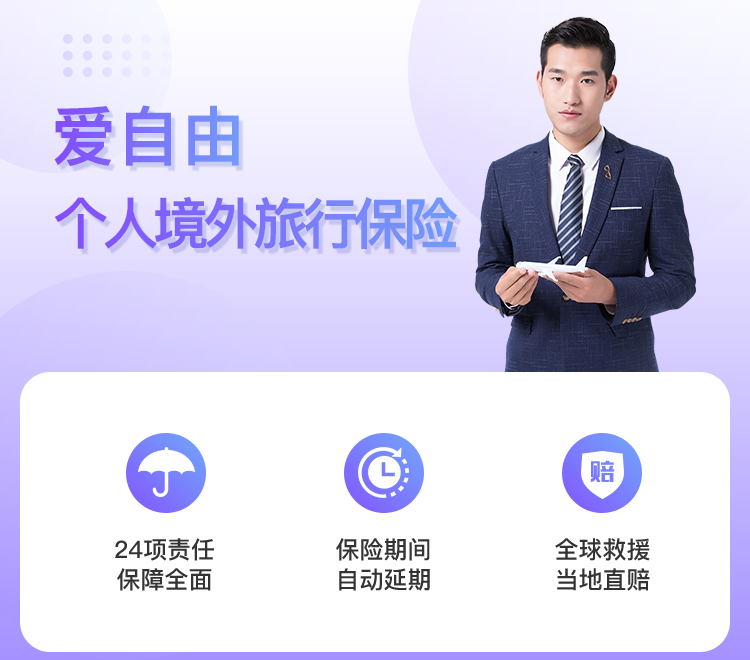 爱自由
个人境外旅行保险
赔
24项责任
保障全面
保险期间
自动延期
全球救援
当地直赔